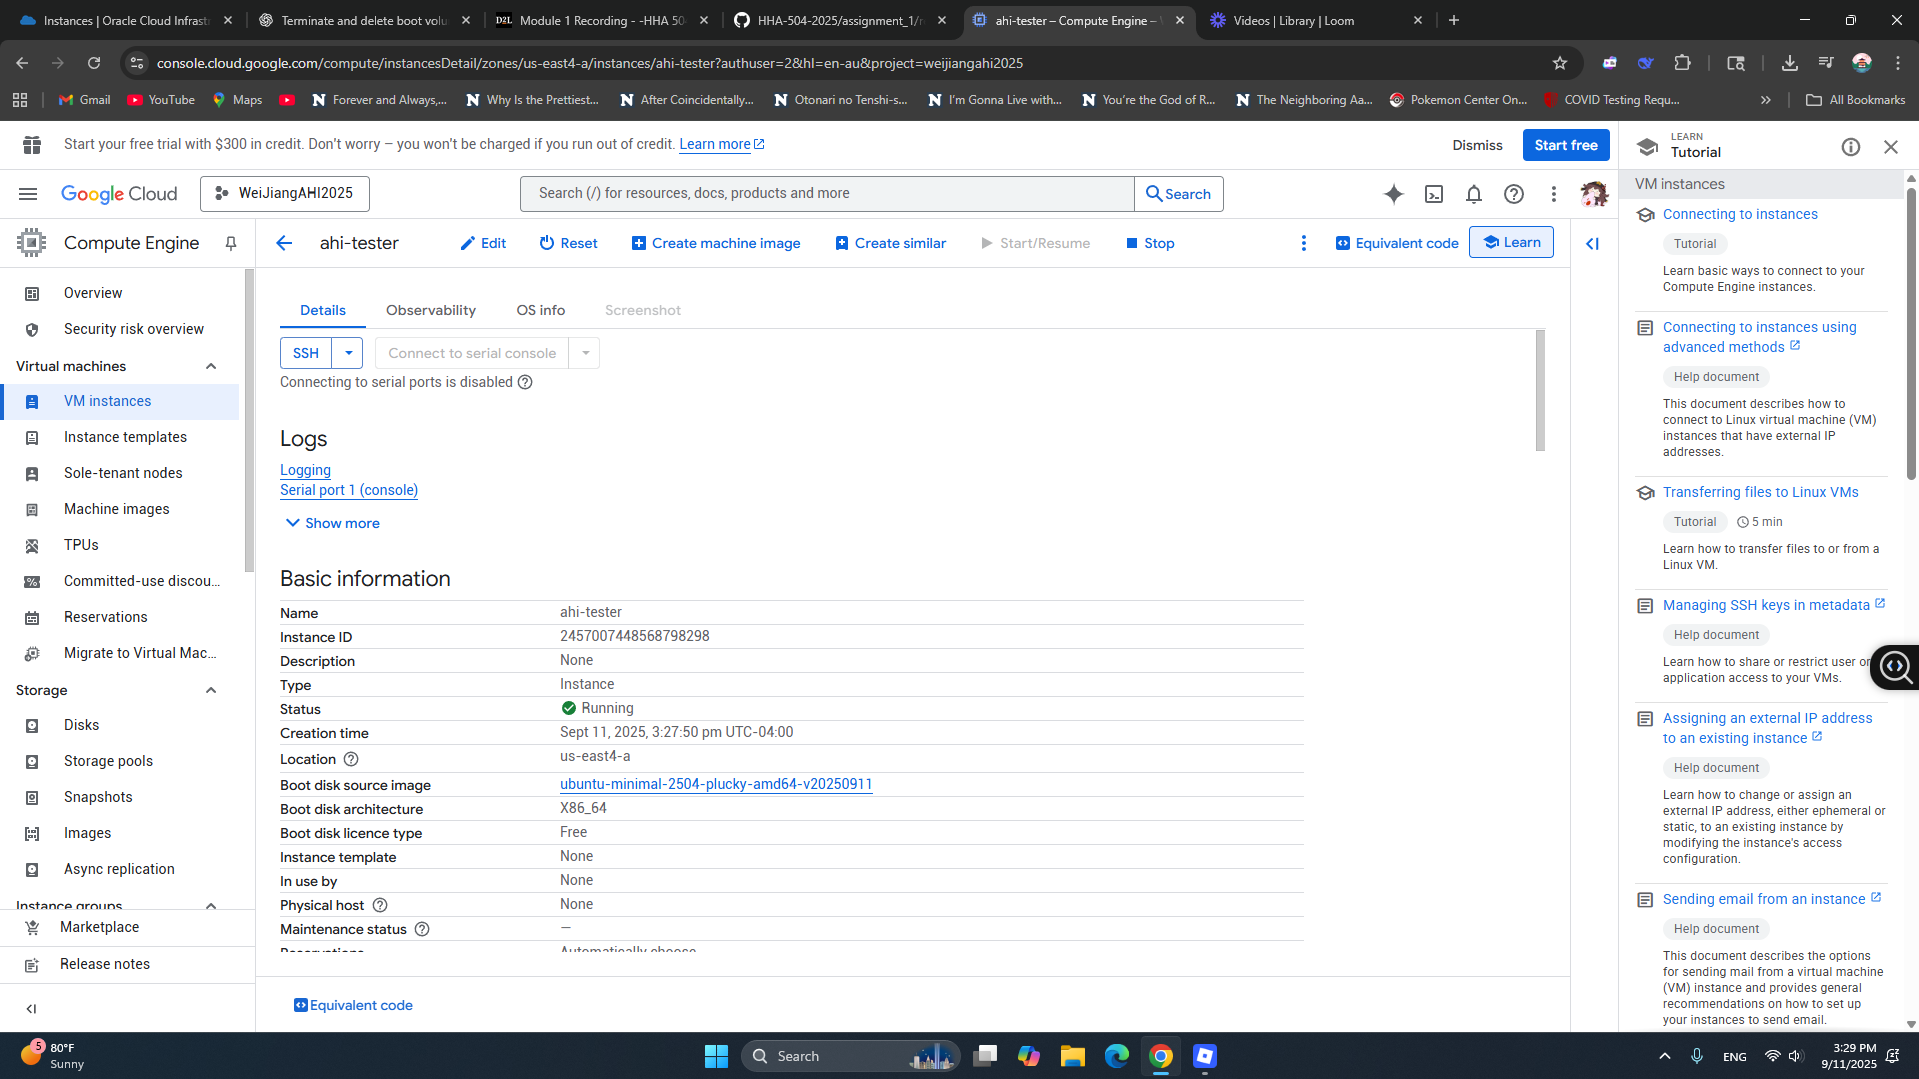 Instances | Oracle Cloud Infrast
Terminate and delete boot volu
D2L Module 1 Recording - -HHA 50
HHA-504-2025/assignment_1/r
ahi-tester – Compute Engine –
Videos | Library | Loom
console.cloud.google.com/compute/instancesDetail/zones/us-east4-a/instances/ahi-tester?authuser=2&hl=en-au&project=weijiangahi2025
Gmail
YouTube
Maps
Forever and Always,...
Why Is the Prettiest...
After Coincidentally...
Otonari no Tenshi-s...
I'm Gonna Live with...
You're the God of R...
The Neighboring Aa...
Pokemon Center On...
COVID Testing Requ...
All Bookmarks
Start your free trial with $300 in credit. Don't worry – you won't be charged if you run out of credit. Learn more
Dismiss
Start free
Google Cloud
WeiJiangAHI2025
Search (/) for resources, docs, products and more
Search
Compute Engine
ahi-tester
Edit
Reset
Create machine image
Create similar
Start/Resume
Stop
Equivalent code
Learn
Overview
Security risk overview
Virtual machines
VM instances
Instance templates
Sole-tenant nodes
Machine images
TPUs
Committed-use discou...
Reservations
Migrate to Virtual Mac...
Storage
Disks
Storage pools
Snapshots
Images
Async replication
Instance groups
Marketplace
Release notes
Details
Observability
OS info
Screenshot
SSH
Connect to serial console
Connecting to serial ports is disabled
Logs
Logging
Serial port 1 (console)
Show more
Basic information
Name ahi-tester
Instance ID 2457007448568798298
Description None
Type Instance
Status Running
Creation time Sept 11, 2025, 3:27:50 pm UTC-04:00
Location us-east4-a
Boot disk source image ubuntu-minimal-2504-plucky-amd64-v20250911
Boot disk architecture X86_64
Boot disk licence type Free
Instance template None
In use by None
Physical host None
Maintenance status —
Reservations Automatically choose
Equivalent code
LEARN
Tutorial
VM instances
Connecting to instances
Tutorial
Learn basic ways to connect to your
Compute Engine instances.
Connecting to instances using
advanced methods
Help document
This document describes how to
connect to Linux virtual machine (VM)
instances that have external IP
addresses.
Transferring files to Linux VMs
Tutorial 5 min
Learn how to transfer files to or from a
Linux VM.
Managing SSH keys in metadata
Help document
Learn how to share or restrict user or
application access to your VMs.
Assigning an external IP address
to an existing instance
Help document
Learn how to change or assign an
external IP address, either ephemeral or
static, to an existing instance by
modifying the instance's access
configuration.
Sending email from an instance
Help document
This document describes the options
for sending mail from a virtual machine
(VM) instance and provides general
recommendations on how to set up
your instances to send email.
5
80°F
Sunny
Search
ENG
3:29 PM
9/11/2025